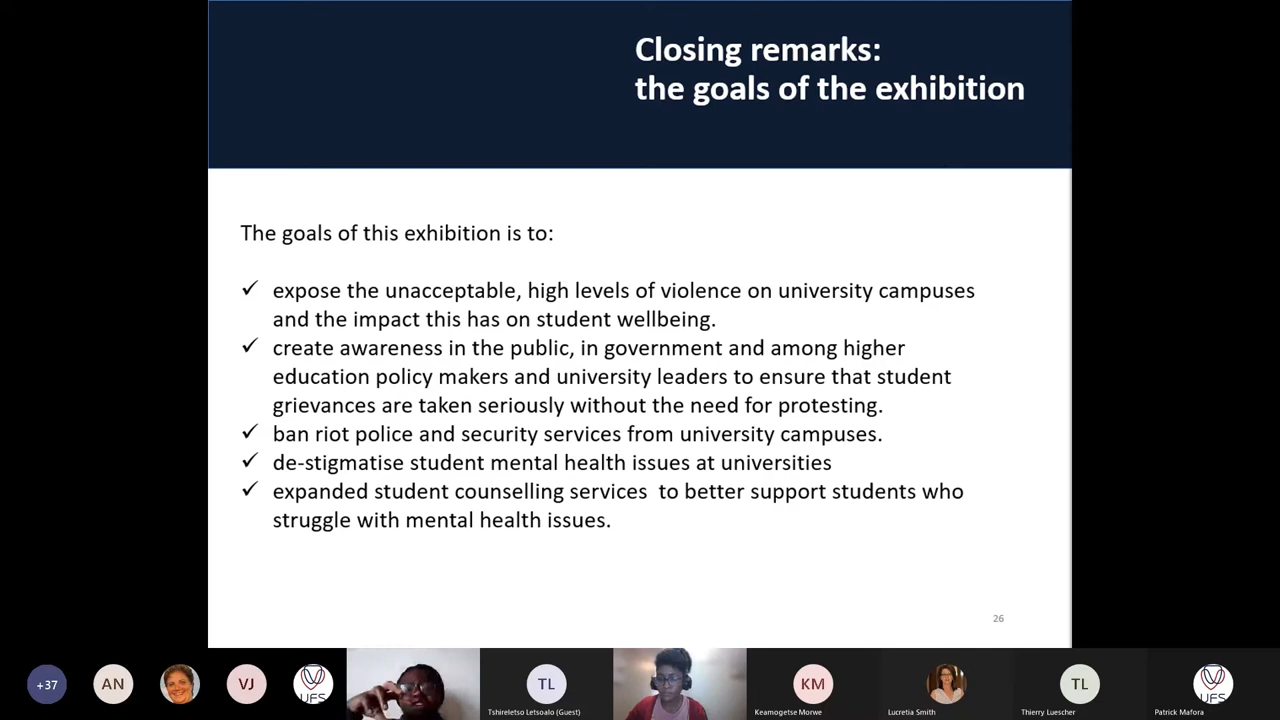 Closing remarks:
the goals of the exhibition
The goals of this exhibition is to:
✓ expose the unacceptable, high levels of violence on university campuses
and the impact this has on student wellbeing.
✓ create awareness in the public, in government and among higher
education policy makers and university leaders to ensure that student
grievances are taken seriously without the need for protesting.
✓ ban riot police and security services from university campuses.
✓ de-stigmatise student mental health issues at universities
✓ expanded student counselling services  to better support students who
struggle with mental health issues.
26
+37
AN
VJ
UFS
TL
Tshireletso Letsoalo (Guest)
KM
Keamogetse Morwe
Lucretia Smith
TL
Thierry Luescher
UFS
Patrick Mafora